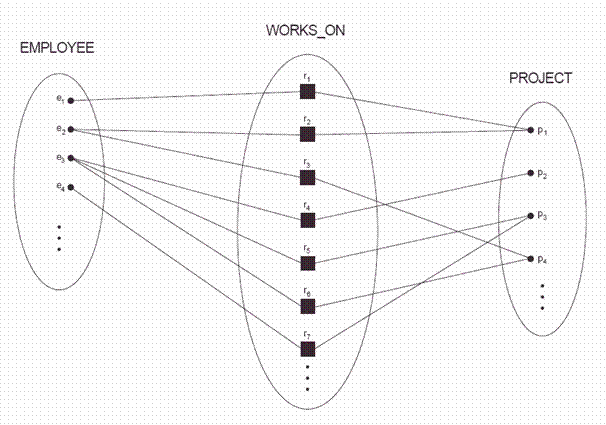 WORKS_ON
EMPLOYEE
PROJECT
e1
e2
e3
e4
r1
r2
r3
r4
r5
r6
r7
p1
p2
p3
p4